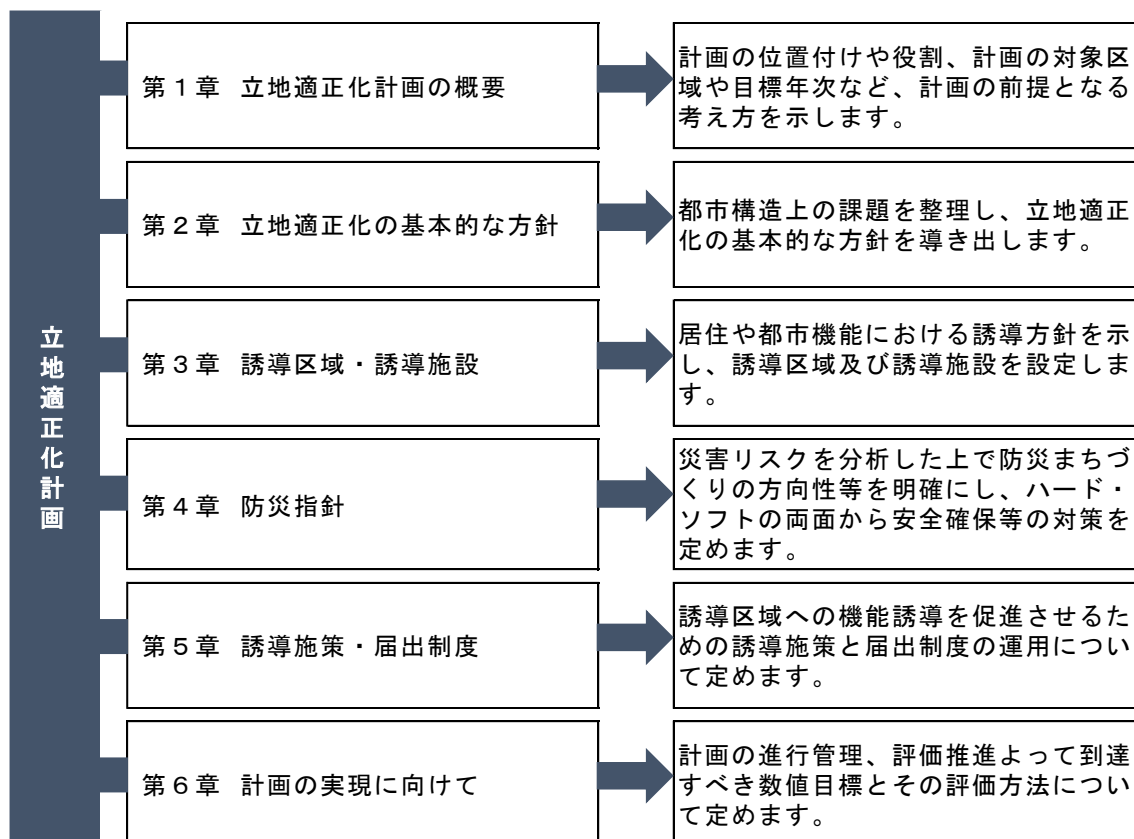 立地適正化計画
第１章 立地適正化計画の概要
計画の位置付けや役割、計画の対象区
域や目標年次など、計画の前提となる
考え方を示します。
第２章 立地適正化の基本的な方針
都市構造上の課題を整理し、立地適正
化の基本的な方針を導き出します。
第３章 誘導区域・誘導施設
居住や都市機能における誘導方針を示
し、誘導区域及び誘導施設を設定しま
す。
第４章 防災指針
災害リスクを分析した上で防災まちづ
くりの方向性等を明確にし、ハード・
ソフトの両面から安全確保等の対策を
定めます。
第５章 誘導施策・届出制度
誘導区域への機能誘導を促進させるた
めの誘導施策と届出制度の運用につい
て定めます。
第６章 計画の実現に向けて
計画の進行管理、評価推進よって到達
すべき数値目標とその評価方法につい
て定めます。